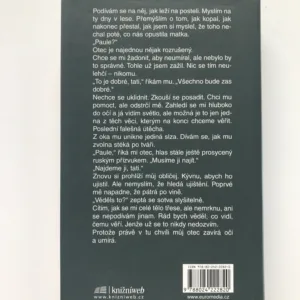 Podívám se na něj, jak leží na posteli. Myslím na
ty dny v lese. Přemýšlím o tom, jak kopal, jak
nakonec přestal, jak jsem si myslel, že toho ne-
chal poté, co nás opustila matka.
„Paule?“
Otec je najednou nějak rozrušený.
Chce se mi žadonit, aby neumíral, ale nebylo by
to správné. Tohle už jsem zažil. Nic se tím neu-
lehčí – nikomu.
„To je dobré, tati,“ říkám mu. „Všechno bude zas
dobré.“
Nechce se uklidnit. Zkouší se posadit. Chci mu
pomoct, ale odstrčí mě. Zahledí se mi hluboko
do očí a já vidím světlo, ale možná je to jen jed-
na z těch věcí, kterým na konci chceme věřit.
Poslední falešná útěcha.
Z oka mu unikne jediná slza. Dívám se, jak mu
zvolna stéká po tváři.
„Paule,“ říká mi otec, hlas stále ještě prosycený
ruským přízvukem. „Musíme ji najít.“
„Najdeme ji, tati.“
Znovu si prohlíží můj obličej. Kývnu, abych ho
uklidnil. Ale nemyslím, že hledá ujištění. Poprvé
mě napadne, že pátrá po vině.
„Věděls to?“ zeptá se sotva slyšitelně.
Cítím, jak se mi celé tělo třese, ale nemrkám, ani
se nepodívám jinam. Rád bych věděl, co vidí,
čemu věří. Jenže už se to nikdy nedozvím.
Protože právě v tu chvíli můj otec zavírá oči a
umírá.
knižníweb
www.knizniweb.cz
www.euromedia.cz